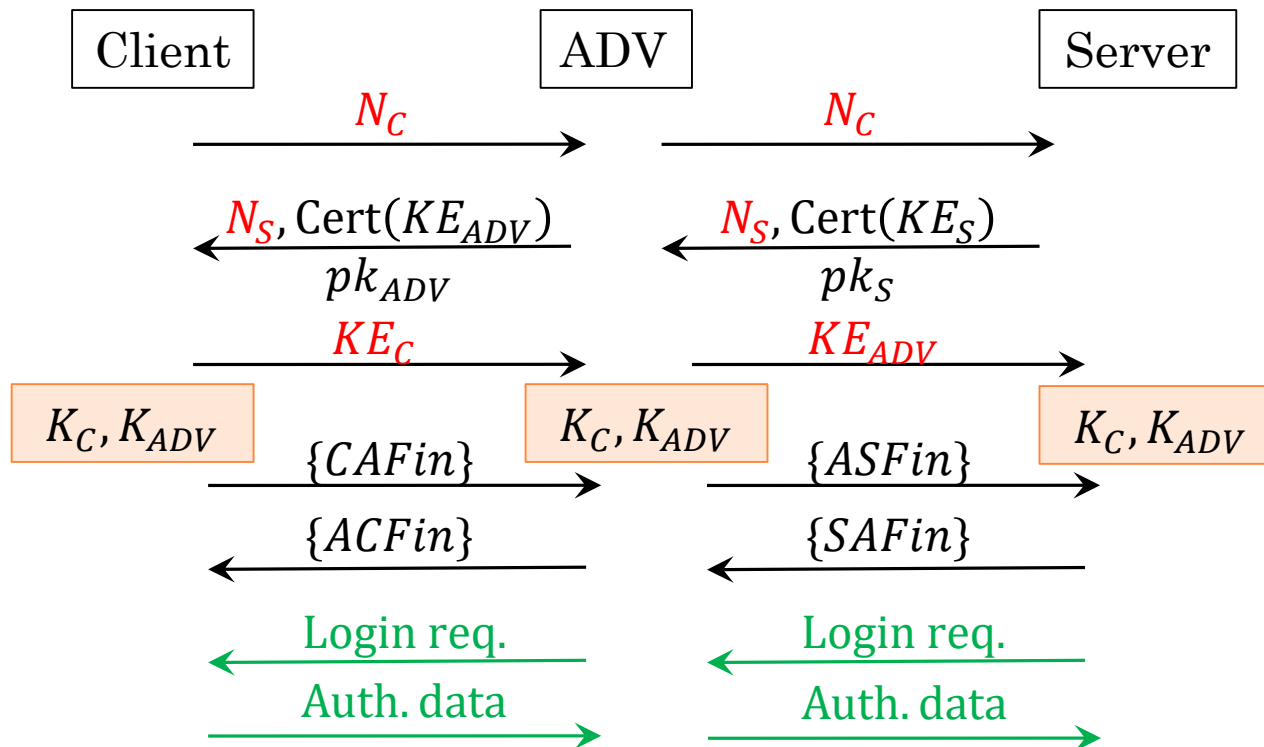 Client ADV Server
N_C N_C
N_S, Cert(KE_ADV) N_S, Cert(KE_S)
pk_ADV pk_S
KE_C KE_ADV
K_C, K_ADV K_C, K_ADV K_C, K_ADV
{CAFin} {ASFin}
{ACFin} {SAFin}
Login req. Login req.
Auth. data Auth. data